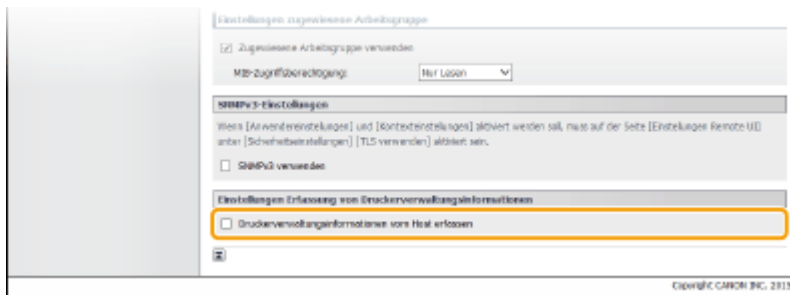 Einstellungen zugewiesene Arbeitsgruppe
Zugewiesene Arbeitsgruppe verwenden
MIB-Zugriffsberechtigung: Nur Lesen
SNMPv3-Einstellungen
Wenn [Anwendereinstellungen] und [Kontexteinstellungen] aktiviert werden soll, muss auf der Seite [Einstellungen Remote UI]
unter [Sicherheitseinstellungen] [TLS verwenden] aktiviert sein.
SNMPv3 verwenden
Einstellungen Erfassung von Druckerverwaltungsinformationen
Druckerverwaltungsinformationen vom Host erfassen
Copyright CANON INC. 2015